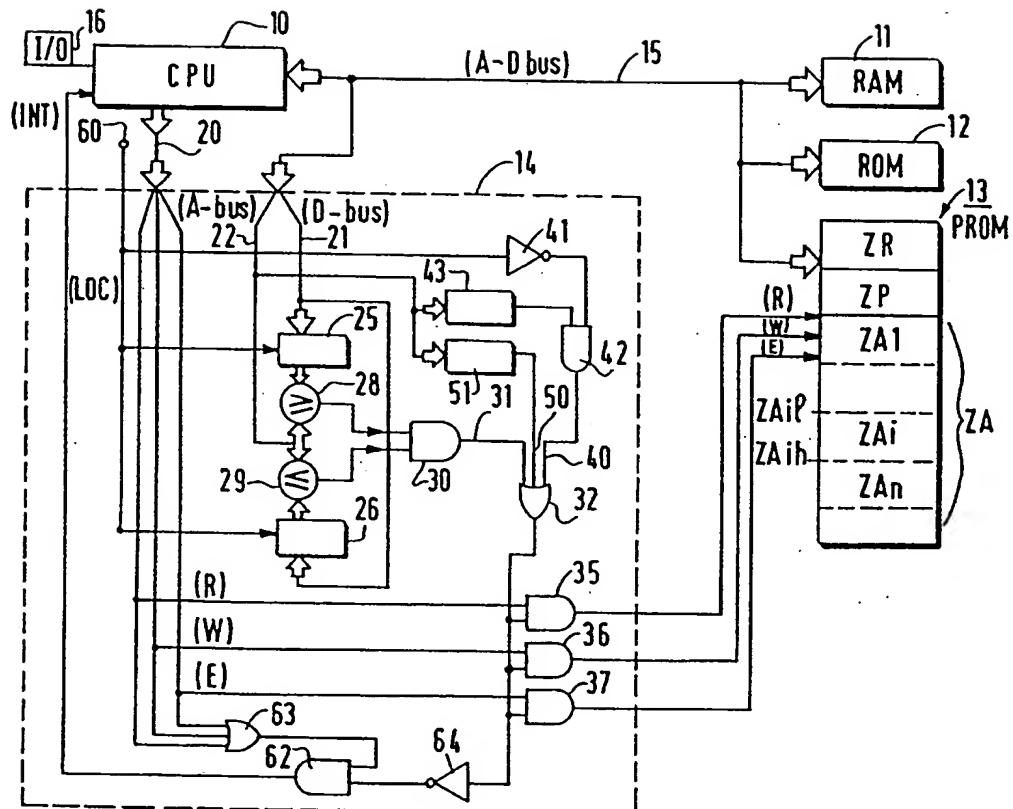 16
10
I/O
CPU
(A-D bus)
15
11
RAM
12
ROM
(INT)
60
20
14
13
PROM
(A-bus)
(D-bus)
22
21
41
43
(LOC)
25
51
42
28
50
31
40
29
30
32
26
ZR
ZP
(R)
(W)
(E)
ZA1
ZAiℓ
ZAi
ZA
ZAih
ZAn
35
(R)
36
(W)
37
(E)
63
62
64